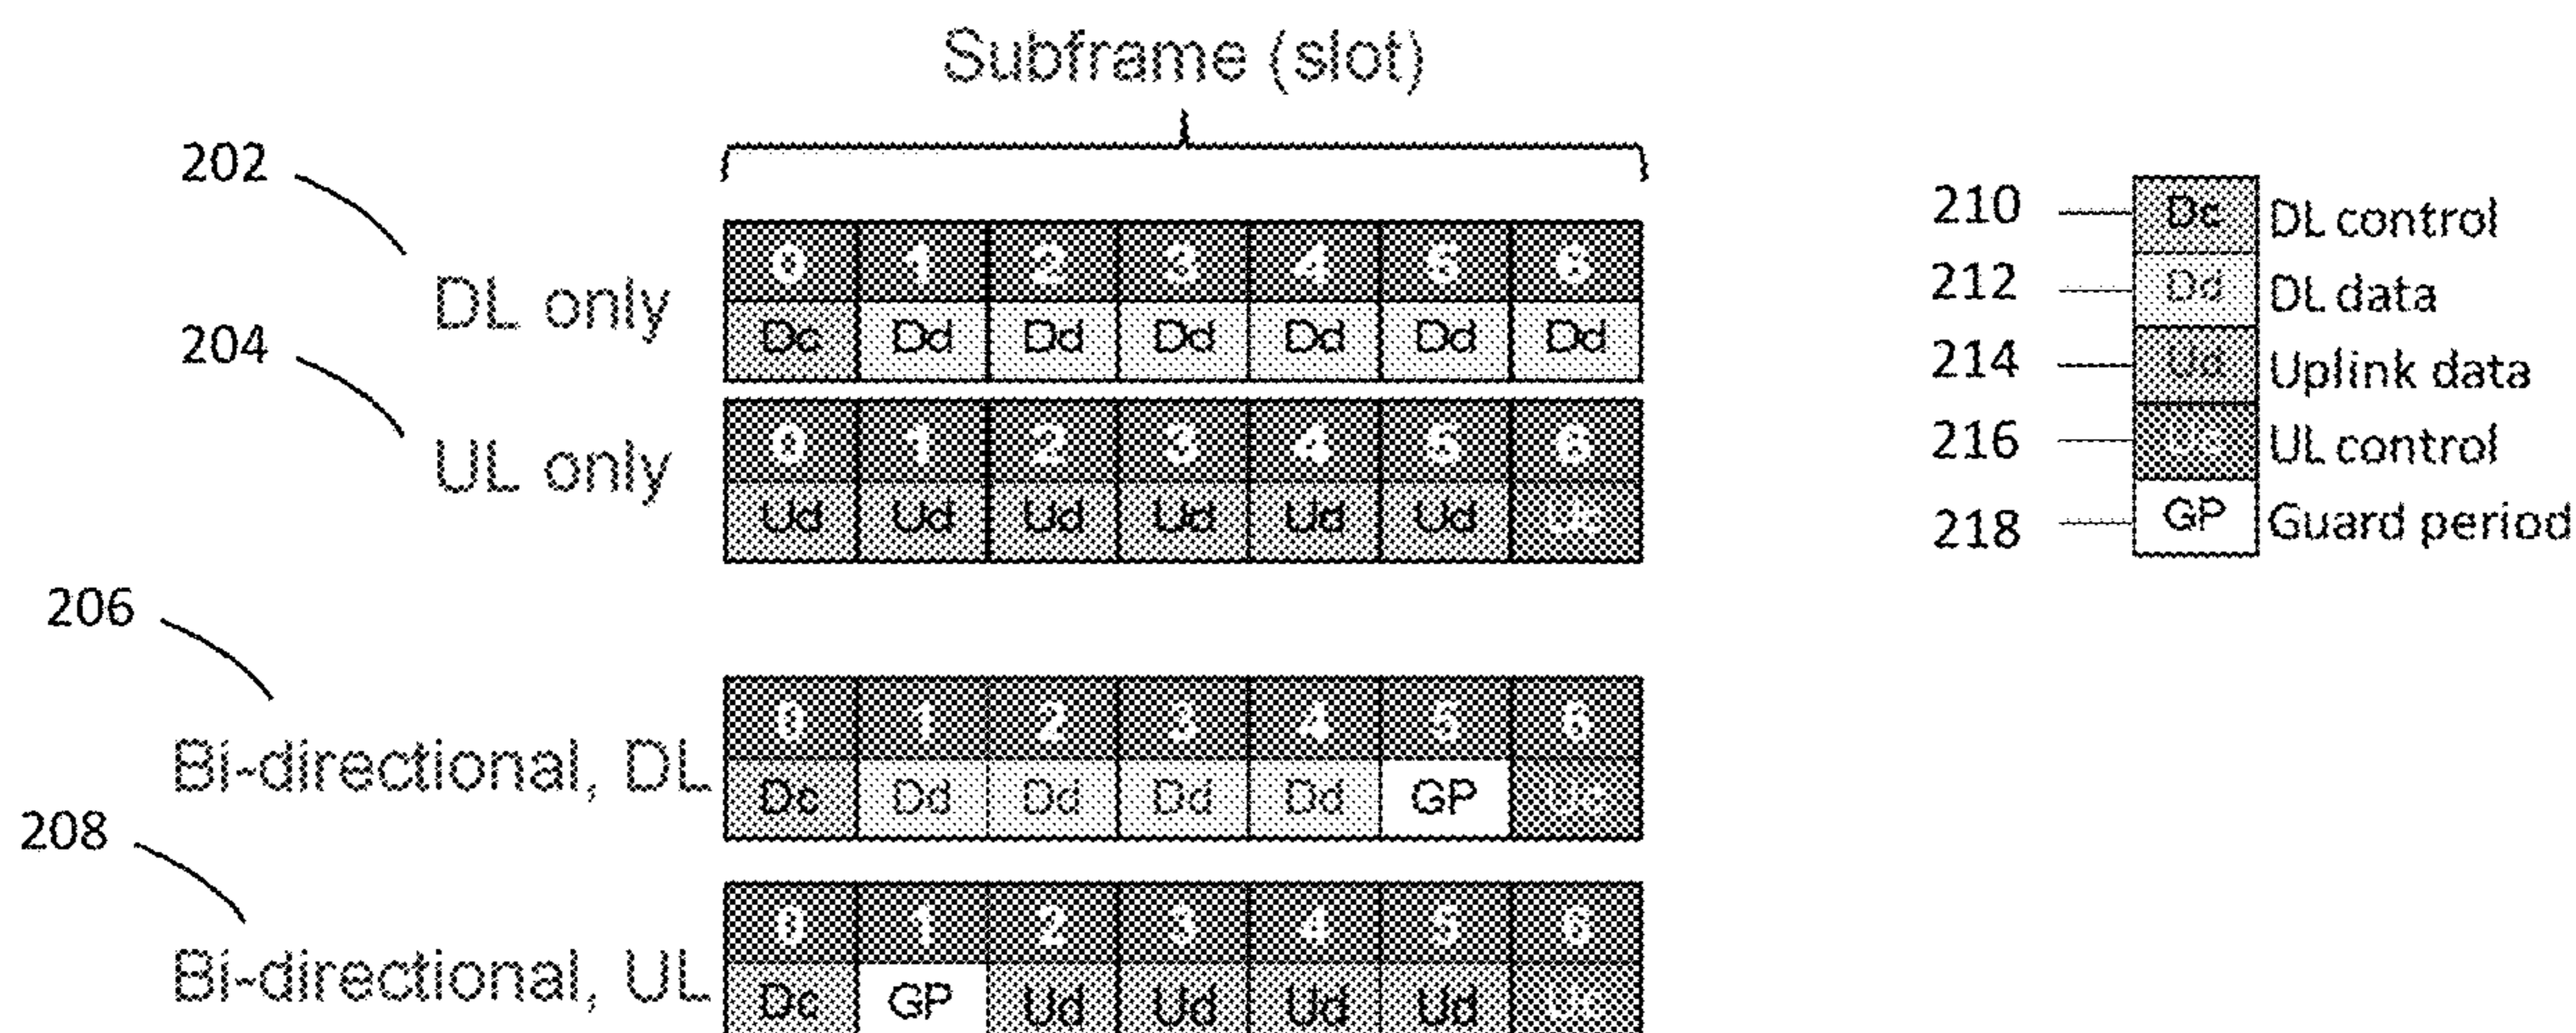 Subframe (slot)
202
DL only
0 1 2 3 4 5 6
Dc Dd Dd Dd Dd Dd Dd
204
UL only
0 1 2 3 4 5 6
Ud Ud Ud Ud Ud Ud
206
Bi-directional, DL
0 1 2 3 4 5 6
Dc Dd Dd Dd Dd GP
208
Bi-directional, UL
0 1 2 3 4 5 6
Dc GP Ud Ud Ud Ud
210 Dc DL control
212 Dd DL data
214 Ud Uplink data
216 UL control
218 GP Guard period